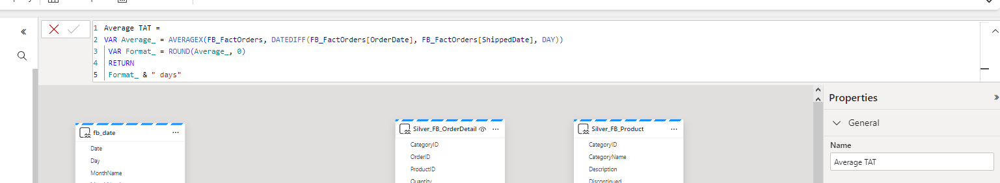 1 Average TAT =
2 VAR Average_ = AVERAGEX(FB_FactOrders, DATEDIFF(FB_FactOrders[OrderDate], FB_FactOrders[ShippedDate], DAY))
3 VAR Format_ = ROUND(Average_, 0)
4 RETURN
5 Format_ & " days"
Properties
General
Name
Average TAT
fb_date
Date
Day
MonthName
Silver_FB_OrderDetail
CategoryID
OrderID
ProductID
Quantity
Silver_FB_Product
CategoryID
CategoryName
Description
Discontinued